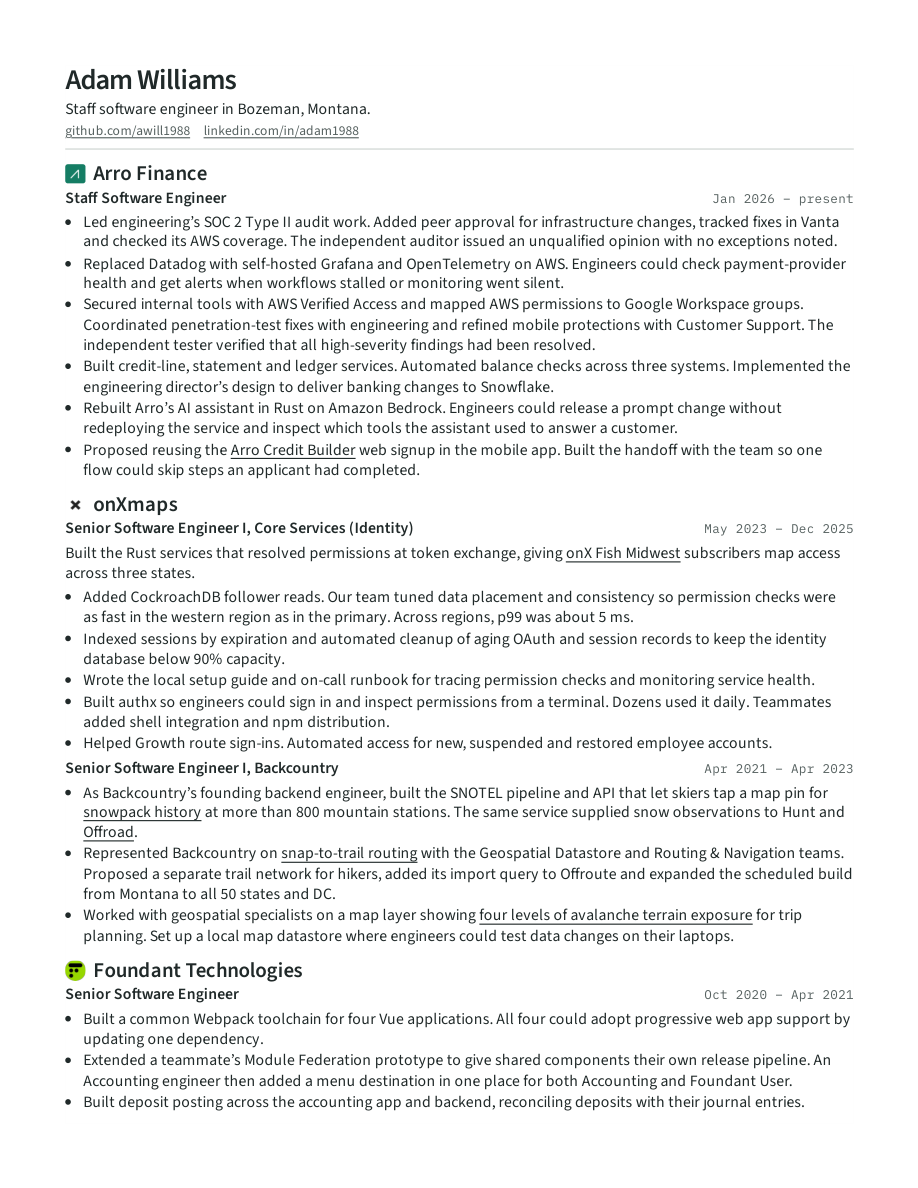 Adam Williams
Staff software engineer in Bozeman, Montana.
github.com/awill1988 linkedin.com/in/adam1988
Arro Finance
Staff Software Engineer Jan 2026 – present
• Led engineering’s SOC 2 Type II audit work. Added peer approval for infrastructure changes, tracked fixes in Vanta
and checked its AWS coverage. The independent auditor issued an unqualified opinion with no exceptions noted.
• Replaced Datadog with self-hosted Grafana and OpenTelemetry on AWS. Engineers could check payment-provider
health and get alerts when workflows stalled or monitoring went silent.
• Secured internal tools with AWS Verified Access and mapped AWS permissions to Google Workspace groups.
Coordinated penetration-test fixes with engineering and refined mobile protections with Customer Support. The
independent tester verified that all high-severity findings had been resolved.
• Built credit-line, statement and ledger services. Automated balance checks across three systems. Implemented the
engineering director’s design to deliver banking changes to Snowflake.
• Rebuilt Arro’s AI assistant in Rust on Amazon Bedrock. Engineers could release a prompt change without
redeploying the service and inspect which tools the assistant used to answer a customer.
• Proposed reusing the Arro Credit Builder web signup in the mobile app. Built the handoff with the team so one
flow could skip steps an applicant had completed.
onXmaps
Senior Software Engineer I, Core Services (Identity) May 2023 – Dec 2025
Built the Rust services that resolved permissions at token exchange, giving onX Fish Midwest subscribers map access
across three states.
• Added CockroachDB follower reads. Our team tuned data placement and consistency so permission checks were
as fast in the western region as in the primary. Across regions, p99 was about 5 ms.
• Indexed sessions by expiration and automated cleanup of aging OAuth and session records to keep the identity
database below 90% capacity.
• Wrote the local setup guide and on-call runbook for tracing permission checks and monitoring service health.
• Built authx so engineers could sign in and inspect permissions from a terminal. Dozens used it daily. Teammates
added shell integration and npm distribution.
• Helped Growth route sign-ins. Automated access for new, suspended and restored employee accounts.
Senior Software Engineer I, Backcountry Apr 2021 – Apr 2023
• As Backcountry’s founding backend engineer, built the SNOTEL pipeline and API that let skiers tap a map pin for
snowpack history at more than 800 mountain stations. The same service supplied snow observations to Hunt and
Offroad.
• Represented Backcountry on snap-to-trail routing with the Geospatial Datastore and Routing & Navigation teams.
Proposed a separate trail network for hikers, added its import query to Offroute and expanded the scheduled build
from Montana to all 50 states and DC.
• Worked with geospatial specialists on a map layer showing four levels of avalanche terrain exposure for trip
planning. Set up a local map datastore where engineers could test data changes on their laptops.
Foundant Technologies
Senior Software Engineer Oct 2020 – Apr 2021
• Built a common Webpack toolchain for four Vue applications. All four could adopt progressive web app support by
updating one dependency.
• Extended a teammate’s Module Federation prototype to give shared components their own release pipeline. An
Accounting engineer then added a menu destination in one place for both Accounting and Foundant User.
• Built deposit posting across the accounting app and backend, reconciling deposits with their journal entries.